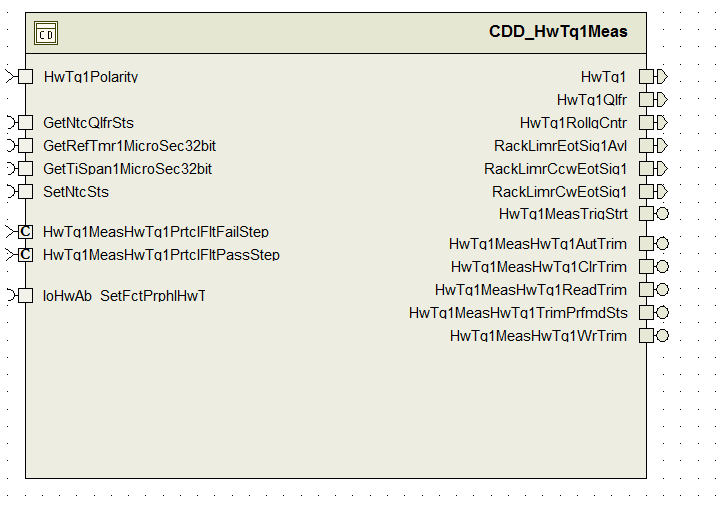 CD
CDD_HwTq1Meas
HwTq1Polarity
HwTq1
HwTq1Qlfr
GetNtcQlfrSts
HwTq1RollgCntr
GetRefTmr1MicroSec32bit
RackLimrEotSig1Avl
GetTiSpan1MicroSec32bit
RackLimrCcwEotSig1
SetNtcSts
RackLimrCwEotSig1
HwTq1MeasTrigStrt
C HwTq1MeasHwTq1PrtclFltFailStep
HwTq1MeasHwTq1AutTrim
C HwTq1MeasHwTq1PrtclFltPassStep
HwTq1MeasHwTq1ClrTrim
HwTq1MeasHwTq1ReadTrim
IoHwAb_SetFctPrphlHwT
HwTq1MeasHwTq1TrimPrfmdSts
HwTq1MeasHwTq1WrTrim